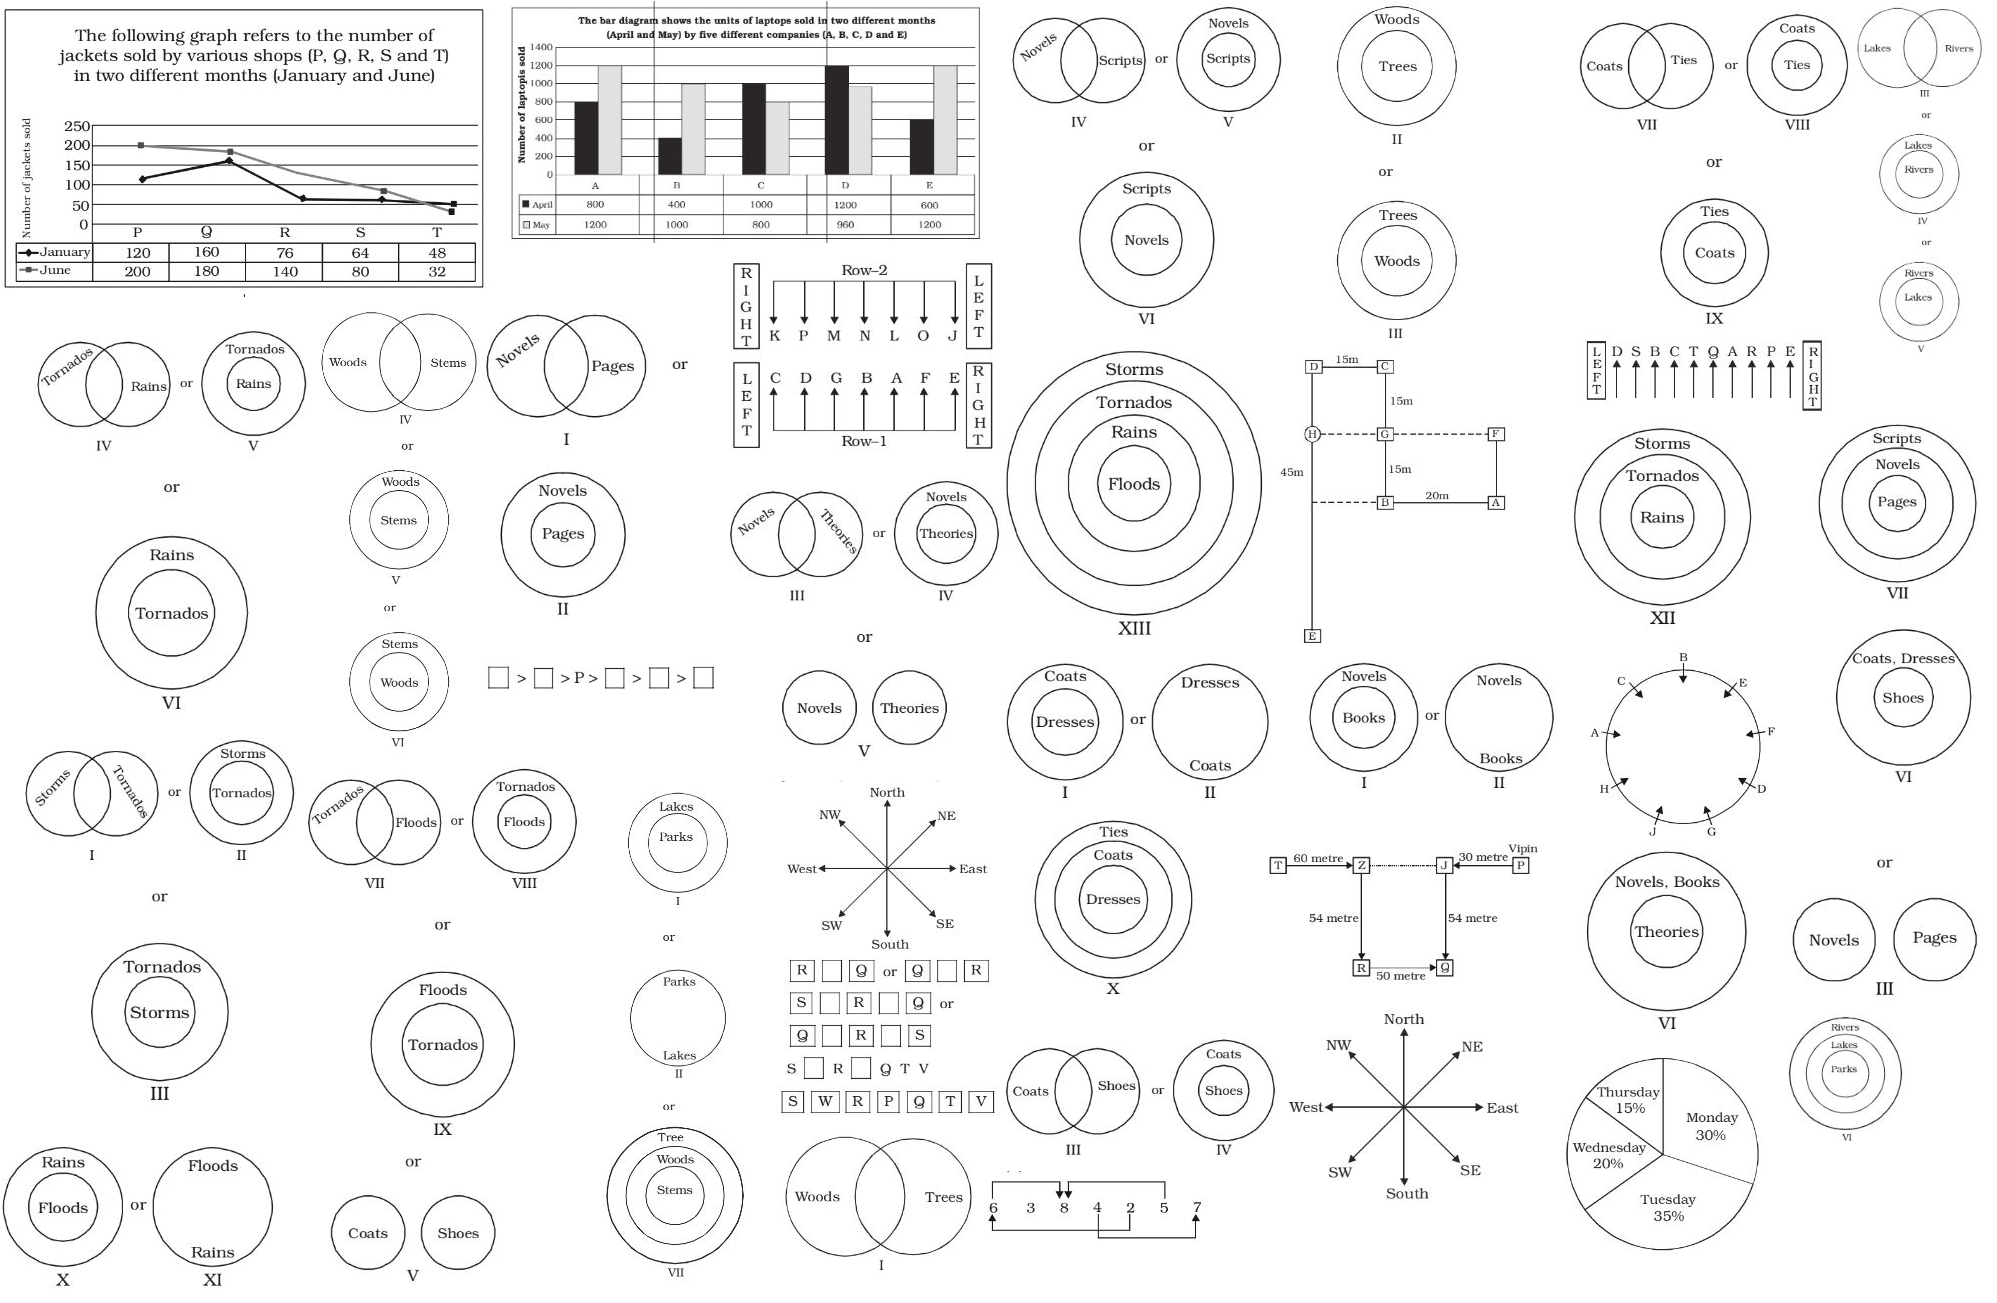 The following graph refers to the number of
jackets sold by various shops (P, Q, R, S and T)
in two different months (January and June)
Number of jackets sold
250
200
150
100
50
0
P Q R S T
January 120 160 76 64 48
June 200 180 140 80 32
The bar diagram shows the units of laptops sold in two different months
(April and May) by five different companies (A, B, C, D and E)
Number of laptopis sold
1400
1200
1000
800
600
400
200
0
A B C D E
April 800 400 1000 1200 600
May 1200 1000 800 960 1200
Novels Scripts or Novels Scripts
IV V
or
Scripts
Novels
VI
Woods
Trees
II
or
Trees
Woods
III
Coats Ties or Coats Ties
VII VIII
or
Ties
Coats
IX
Lakes Rivers
III
or
Lakes
Rivers
IV
or
Rivers
Lakes
V
Tornados Rains or Tornados Rains
IV V
or
Rains
Tornados
VI
Woods Stems
IV
or
Woods
Stems
V
or
Stems
Woods
VI
Novels Pages or
I
Novels
Pages
II
> > P > > >
RIGHT Row–2 LEFT
K P M N L O J
LEFT C D G B A F E RIGHT
Row–1
Novels Theories or Novels Theories
III IV
or
Novels Theories
V
Storms
Tornados
Rains
Floods
XIII
D 15m C
15m
H G F
45m 15m
B 20m A
E
LEFT D S B C T Q A R P E RIGHT
Storms
Tornados
Rains
XII
Scripts
Novels
Pages
VII
Storms Tornados or Storms Tornados
I II
or
Tornados
Storms
III
Rains Floods or Floods Rains
X XI
Tornados Floods or Tornados Floods
VII VIII
or
Floods
Tornados
IX
or
Coats Shoes
V
Lakes
Parks
I
or
Parks
Lakes
II
or
Tree
Woods
Stems
VII
North
NW NE
West East
SW SE
South
R Q or Q R
S R Q or
Q R S
S R Q T V
S W R P Q T V
Woods Trees
I
Coats Dresses or Dresses Coats
I II
Ties
Coats
Dresses
X
Coats Shoes or Coats Shoes
III IV
6 3 8 4 2 5 7
Novels Books or Novels Books
I II
Vipin
T 60 metre Z J 30 metre P
54 metre 54 metre
R 50 metre Q
North
NW NE
West East
SW SE
South
B
C E
A F
H D
J G
Coats, Dresses
Shoes
VI
Novels, Books
Theories
VI
or
Novels Pages
III
Rivers
Lakes
Parks
VI
Thursday
15%
Monday
30%
Wednesday
20%
Tuesday
35%